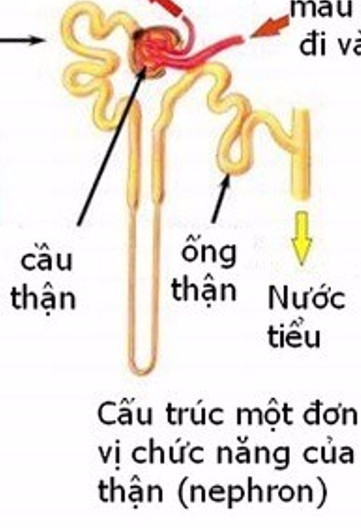 máu
đi và
cầu
thận
ống
thận
Nước
tiểu
Cấu trúc một đơn
vị chức năng của
thận (nephron)